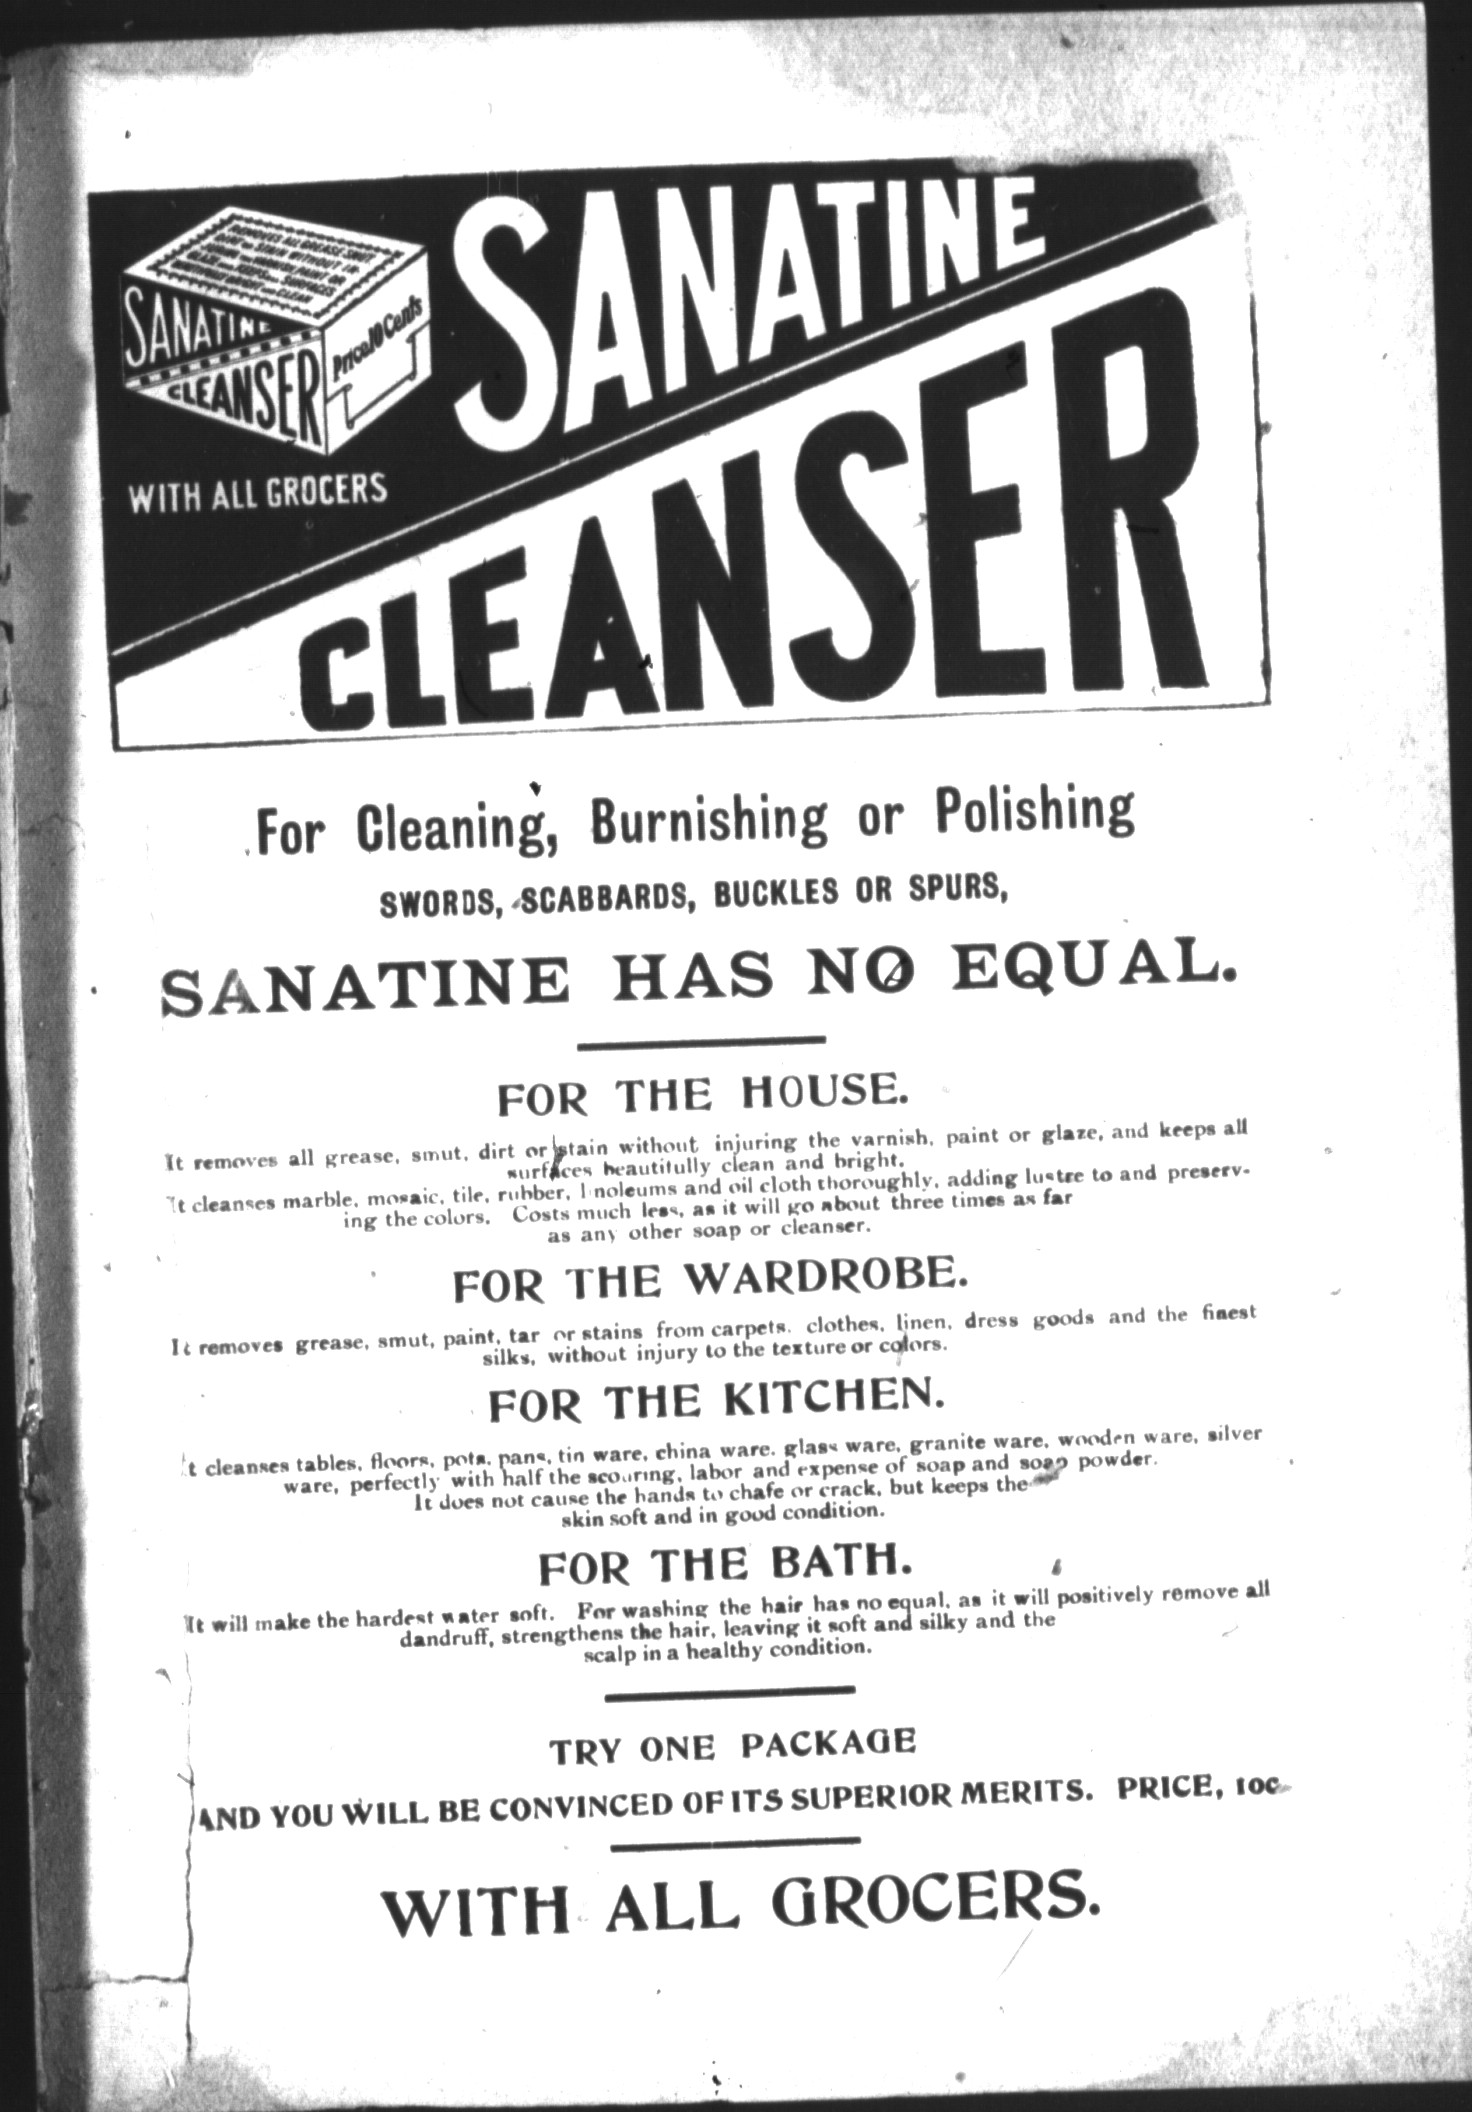 REMOVES ALL GREASE SMUT
SANATINE
CLEANSER
Price 10 Cents
WITH ALL GROCERS
SANATINE
CLEANSER
For Cleaning, Burnishing or Polishing
SWORDS, SCABBARDS, BUCKLES OR SPURS,
SANATINE HAS NO EQUAL.
FOR THE HOUSE.
It removes all grease, smut, dirt or stain without injuring the varnish, paint or glaze, and keeps all
surfaces beautifully clean and bright.
It cleanses marble, mosaic, tile, rubber, linoleums and oil cloth thoroughly, adding lustre to and preserv-
ing the colors. Costs much less, as it will go about three times as far
as any other soap or cleanser.
FOR THE WARDROBE.
It removes grease, smut, paint, tar or stains from carpets, clothes, linen, dress goods and the finest
silks, without injury to the texture or colors.
FOR THE KITCHEN.
It cleanses tables, floors, pots, pans, tin ware, china ware, glass ware, granite ware, wooden ware, silver
ware, perfectly with half the scouring, labor and expense of soap and soap powder.
It does not cause the hands to chafe or crack, but keeps the
skin soft and in good condition.
FOR THE BATH.
It will make the hardest water soft. For washing the hair has no equal, as it will positively remove all
dandruff, strengthens the hair, leaving it soft and silky and the
scalp in a healthy condition.
TRY ONE PACKAGE
AND YOU WILL BE CONVINCED OF ITS SUPERIOR MERITS. PRICE, 10c
WITH ALL GROCERS.